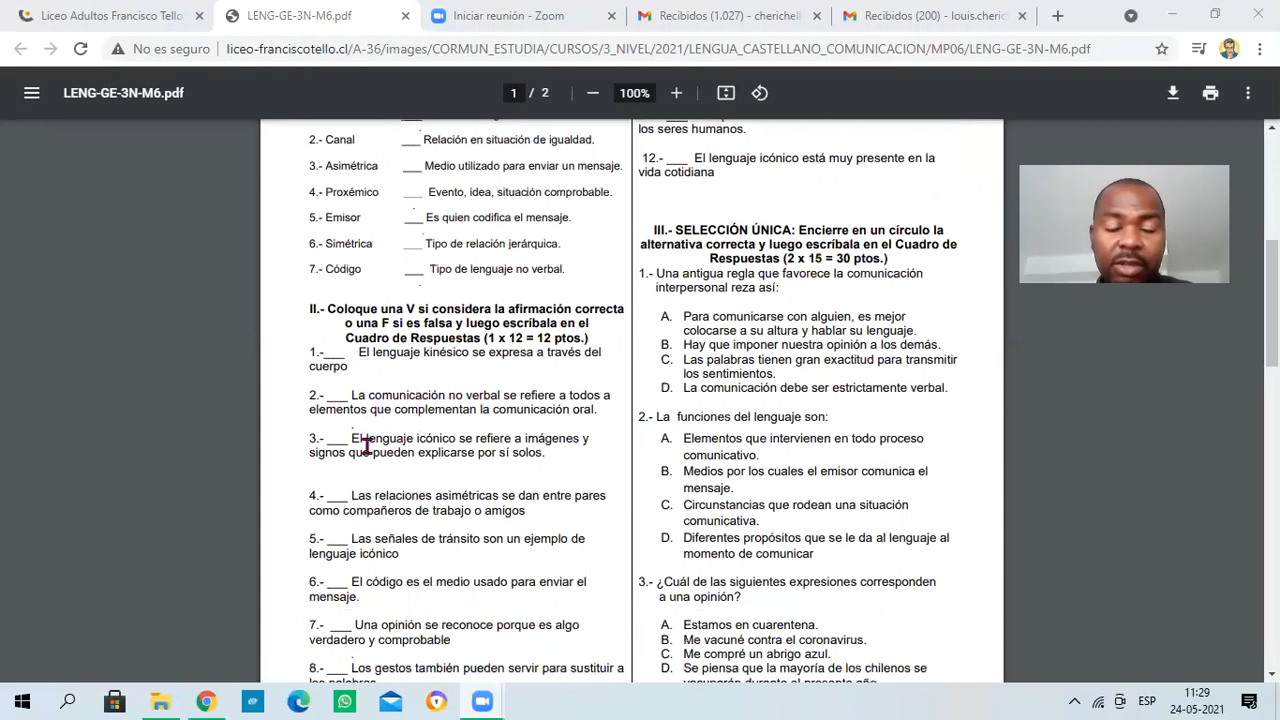 Liceo Adultos Francisco Tello
LENG-GE-3N-M6.pdf
Iniciar reunión - Zoom
Recibidos (1.027) - cherichell
Recibidos (200) - louis.cheric
No es seguro
liceo-franciscotello.cl/A-36/images/CORMUN_ESTUDIA/CURSOS/3_NIVEL/2021/LENGUA_CASTELLANO_COMUNICACION/MP06/LENG-GE-3N-M6.pdf
LENG-GE-3N-M6.pdf
1 / 2
100%
2.- Canal ___ Relación en situación de igualdad.
3.- Asimétrica ___ Medio utilizado para enviar un mensaje.
4.- Proxémico ___ Evento, idea, situación comprobable.
5.- Emisor ___ Es quien codifica el mensaje.
6.- Simétrica ___ Tipo de relación jerárquica.
7.- Código ___ Tipo de lenguaje no verbal.
II.- Coloque una V si considera la afirmación correcta
o una F si es falsa y luego escríbala en el
Cuadro de Respuestas (1 x 12 = 12 ptos.)
1.-___ El lenguaje kinésico se expresa a través del
cuerpo
2.- ___ La comunicación no verbal se refiere a todos a
elementos que complementan la comunicación oral.
3.- ___ El lenguaje icónico se refiere a imágenes y
signos que pueden explicarse por sí solos.
4.- ___ Las relaciones asimétricas se dan entre pares
como compañeros de trabajo o amigos
5.- ___ Las señales de tránsito son un ejemplo de
lenguaje icónico
6.- ___ El código es el medio usado para enviar el
mensaje.
7.- ___ Una opinión se reconoce porque es algo
verdadero y comprobable
8.- ___ Los gestos también pueden servir para sustituir a
las palabras
los seres humanos.
12.- ___ El lenguaje icónico está muy presente en la
vida cotidiana
III.- SELECCIÓN ÚNICA: Encierre en un círculo la
alternativa correcta y luego escríbala en el Cuadro de
Respuestas (2 x 15 = 30 ptos.)
1.- Una antigua regla que favorece la comunicación
interpersonal reza así:
A. Para comunicarse con alguien, es mejor
colocarse a su altura y hablar su lenguaje.
B. Hay que imponer nuestra opinión a los demás.
C. Las palabras tienen gran exactitud para transmitir
los sentimientos.
D. La comunicación debe ser estrictamente verbal.
2.- La funciones del lenguaje son:
A. Elementos que intervienen en todo proceso
comunicativo.
B. Medios por los cuales el emisor comunica el
mensaje.
C. Circunstancias que rodean una situación
comunicativa.
D. Diferentes propósitos que se le da al lenguaje al
momento de comunicar
3.- ¿Cuál de las siguientes expresiones corresponden
a una opinión?
A. Estamos en cuarentena.
B. Me vacuné contra el coronavirus.
C. Me compré un abrigo azul.
D. Se piensa que la mayoría de los chilenos se
vacunarán durante el presente año
ESP
11:29
24-05-2021